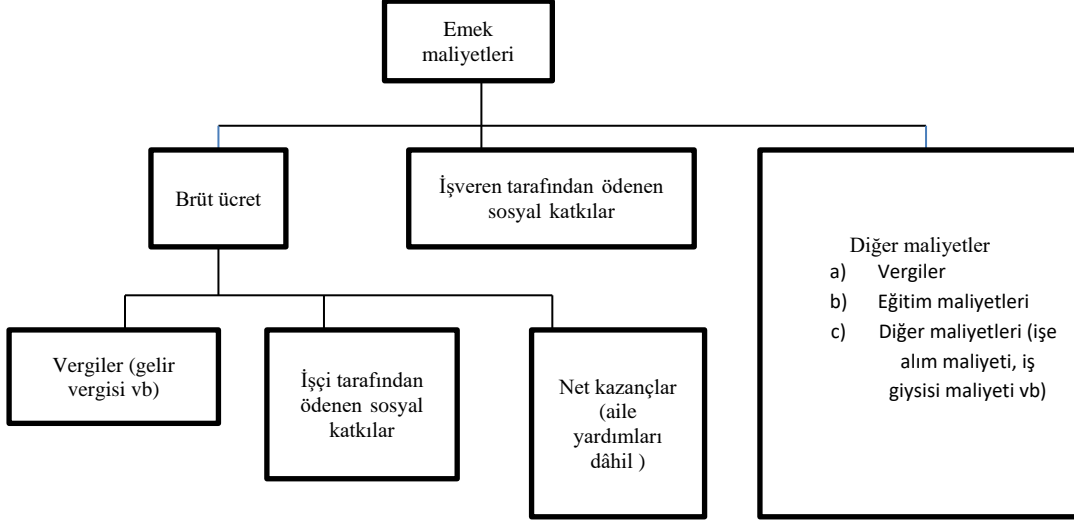 Emek
maliyetleri
Brüt ücret
İşveren tarafından ödenen
sosyal katkılar
Diğer maliyetler
a) Vergiler
b) Eğitim maliyetleri
c) Diğer maliyetleri (işe
alım maliyeti, iş
giysisi maliyeti vb)
Vergiler (gelir
vergisi vb)
İşçi tarafından
ödenen sosyal
katkılar
Net kazançlar
(aile
yardımları
dâhil )